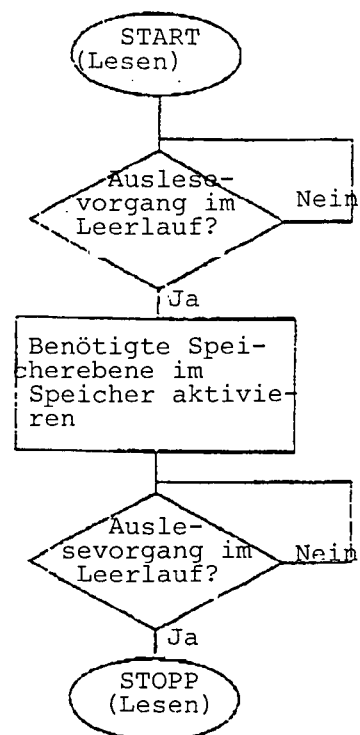 START
(Lesen)
Auslese-
vorgang im
Leerlauf?
Nein
Ja
Benötigte Spei-
cherebene im
Speicher aktivie-
ren
Ausle-
sevorgang im
Leerlauf?
Nein
Ja
STOPP
(Lesen)